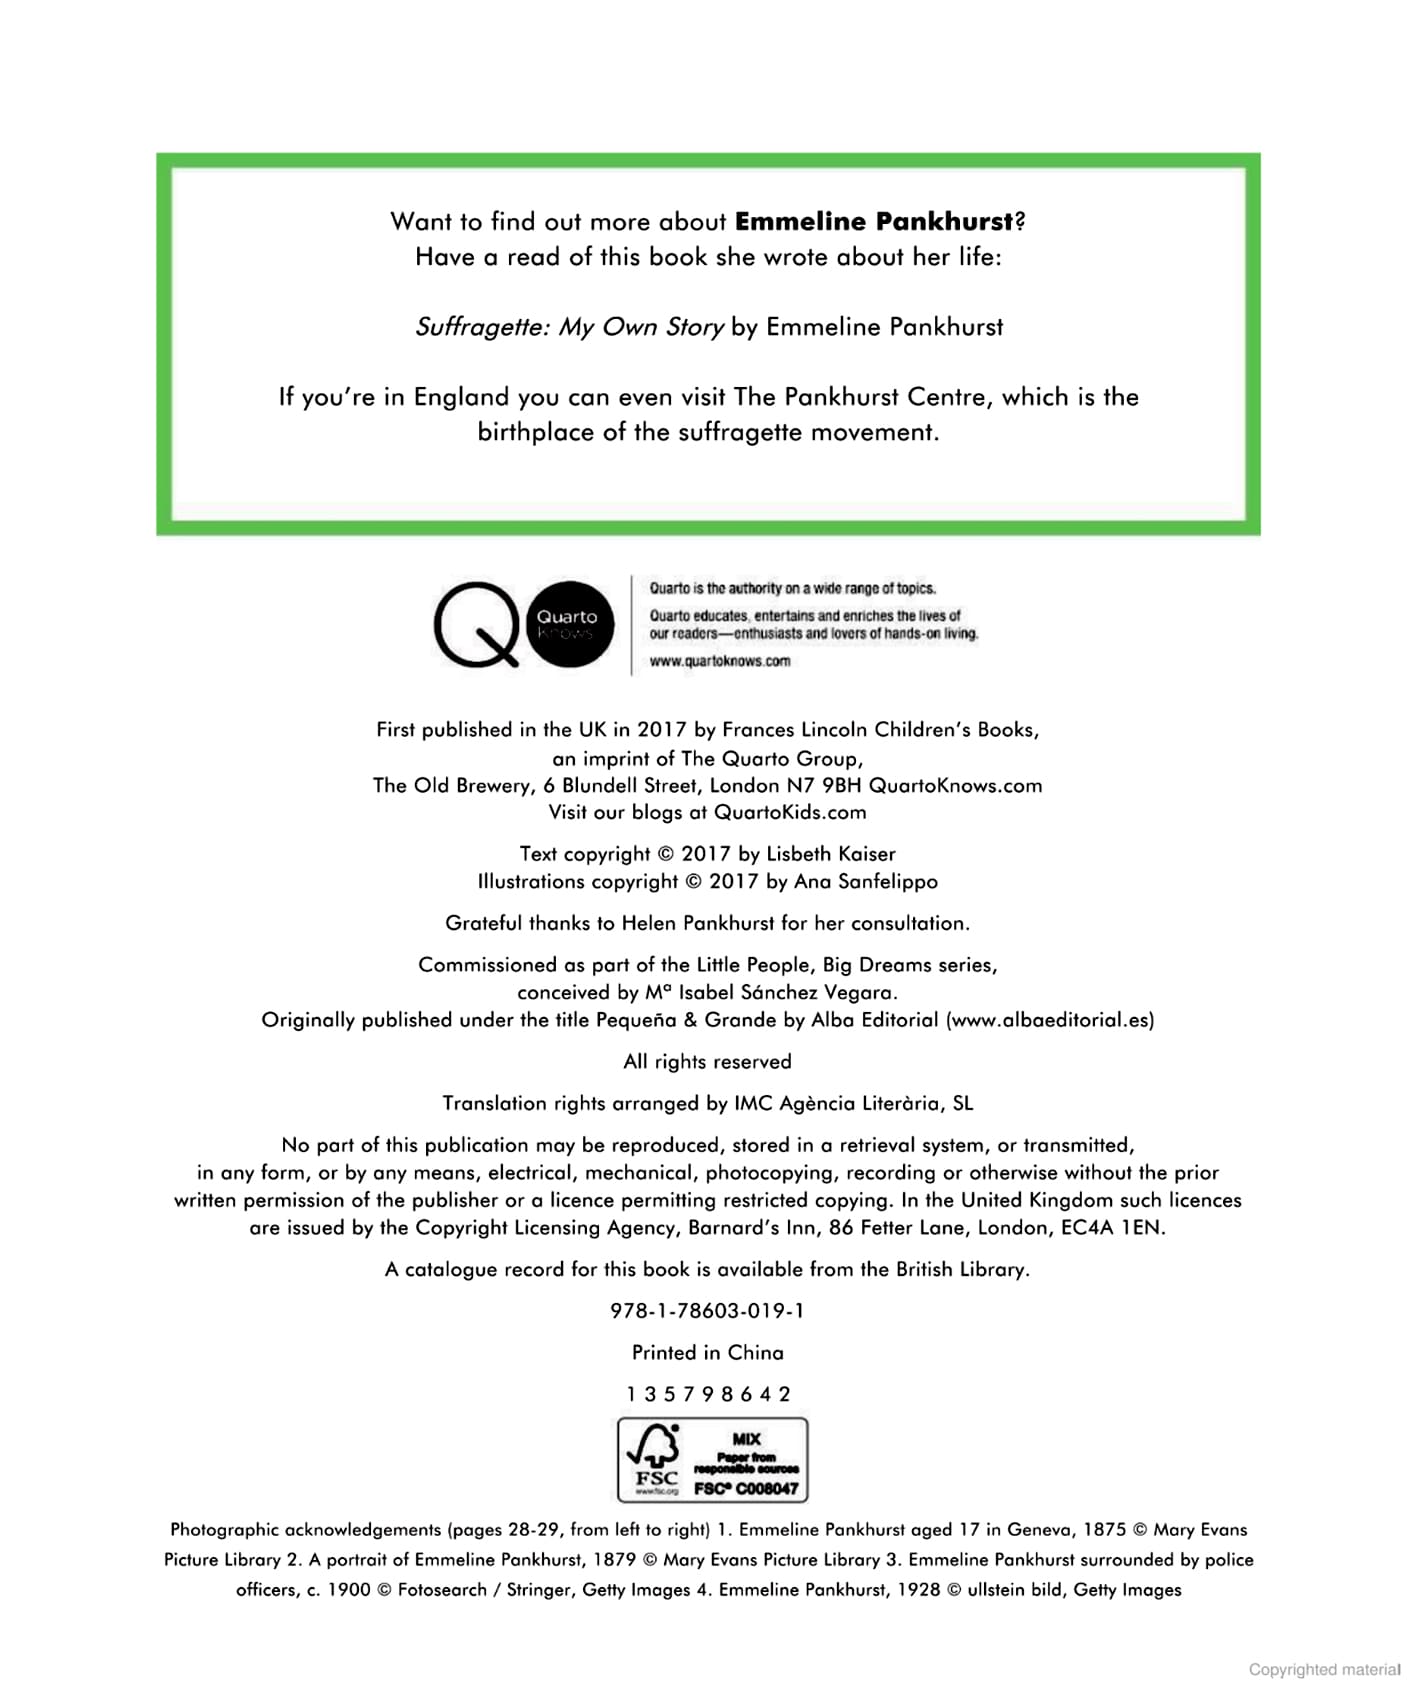 Want to find out more about Emmeline Pankhurst?
Have a read of this book she wrote about her life:
Suffragette: My Own Story by Emmeline Pankhurst
If you’re in England you can even visit The Pankhurst Centre, which is the
birthplace of the suffragette movement.
Quarto
Knows
Quarto is the authority on a wide range of topics.
Quarto educates, entertains and enriches the lives of
our readers—enthusiasts and lovers of hands-on living.
www.quartoknows.com
First published in the UK in 2017 by Frances Lincoln Children’s Books,
an imprint of The Quarto Group,
The Old Brewery, 6 Blundell Street, London N7 9BH QuartoKnows.com
Visit our blogs at QuartoKids.com
Text copyright © 2017 by Lisbeth Kaiser
Illustrations copyright © 2017 by Ana Sanfelippo
Grateful thanks to Helen Pankhurst for her consultation.
Commissioned as part of the Little People, Big Dreams series,
conceived by Mª Isabel Sánchez Vegara.
Originally published under the title Pequeña & Grande by Alba Editorial (www.albaeditorial.es)
All rights reserved
Translation rights arranged by IMC Agència Literària, SL
No part of this publication may be reproduced, stored in a retrieval system, or transmitted,
in any form, or by any means, electrical, mechanical, photocopying, recording or otherwise without the prior
written permission of the publisher or a licence permitting restricted copying. In the United Kingdom such licences
are issued by the Copyright Licensing Agency, Barnard’s Inn, 86 Fetter Lane, London, EC4A 1EN.
A catalogue record for this book is available from the British Library.
978-1-78603-019-1
Printed in China
1 3 5 7 9 8 6 4 2
FSC
www.fsc.org
MIX
Paper from
responsible sources
FSC® C008047
Photographic acknowledgements (pages 28-29, from left to right) 1. Emmeline Pankhurst aged 17 in Geneva, 1875 © Mary Evans
Picture Library 2. A portrait of Emmeline Pankhurst, 1879 © Mary Evans Picture Library 3. Emmeline Pankhurst surrounded by police
officers, c. 1900 © Fotosearch / Stringer, Getty Images 4. Emmeline Pankhurst, 1928 © ullstein bild, Getty Images
Copyrighted material